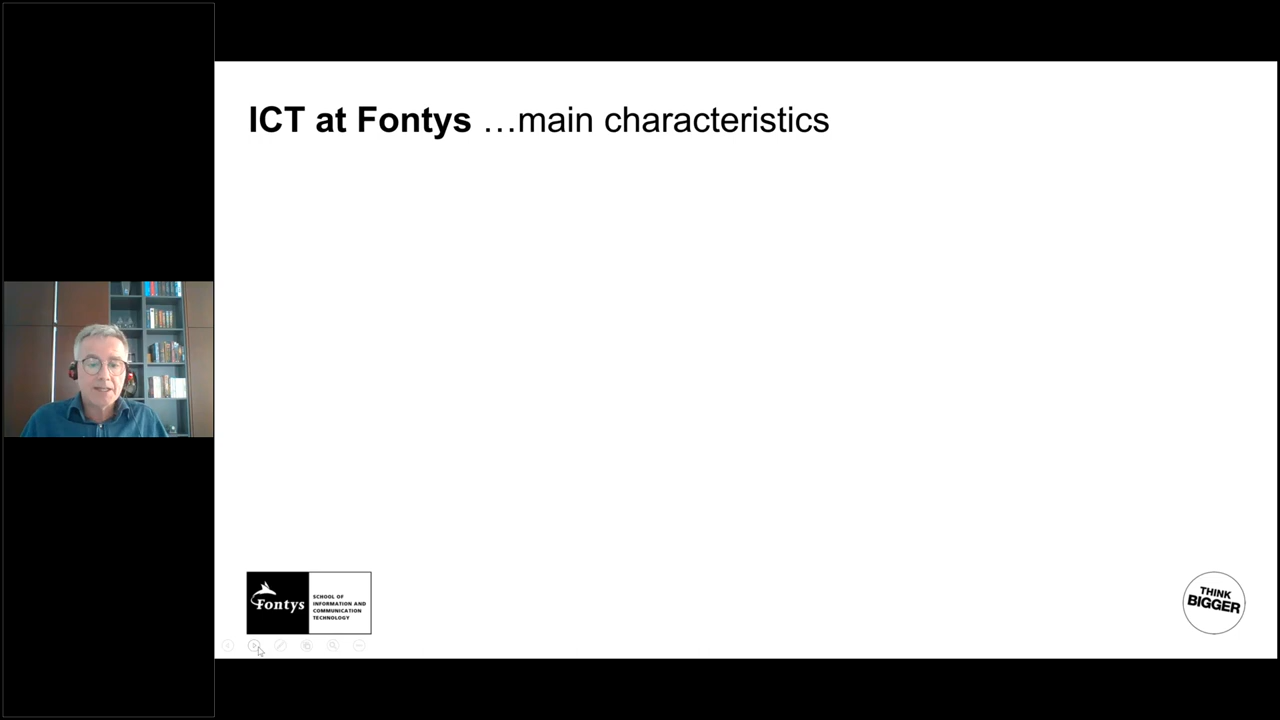 ICT at Fontys …main characteristics
Fontys
SCHOOL OF
INFORMATION AND
COMMUNICATION
TECHNOLOGY
THINK
BIGGER